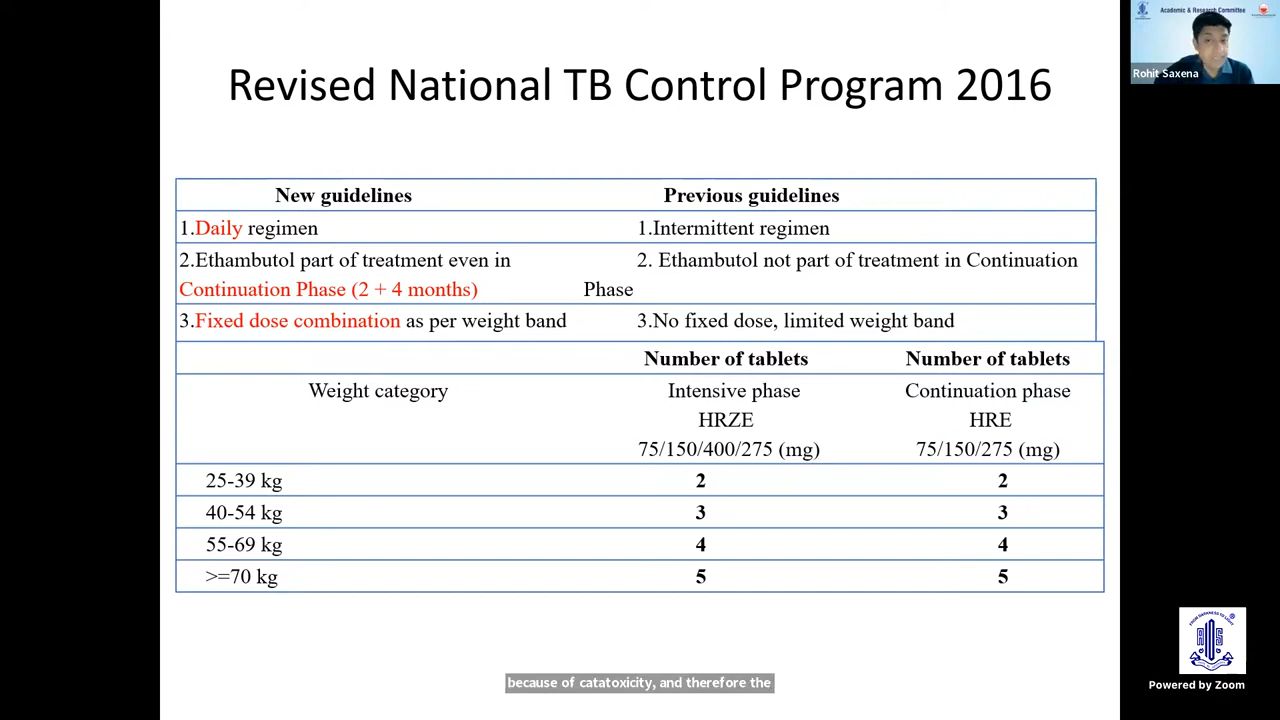 Academic & Research Committee
Rohit Saxena
Revised National TB Control Program 2016
New guidelines Previous guidelines
1.Daily regimen 1.Intermittent regimen
2.Ethambutol part of treatment even in 2. Ethambutol not part of treatment in Continuation
Continuation Phase (2 + 4 months) Phase
3.Fixed dose combination as per weight band 3.No fixed dose, limited weight band
Number of tablets Number of tablets
Weight category Intensive phase Continuation phase
HRZE HRE
75/150/400/275 (mg) 75/150/275 (mg)
25-39 kg 2 2
40-54 kg 3 3
55-69 kg 4 4
>=70 kg 5 5
because of catatoxicity, and therefore the
Powered by Zoom